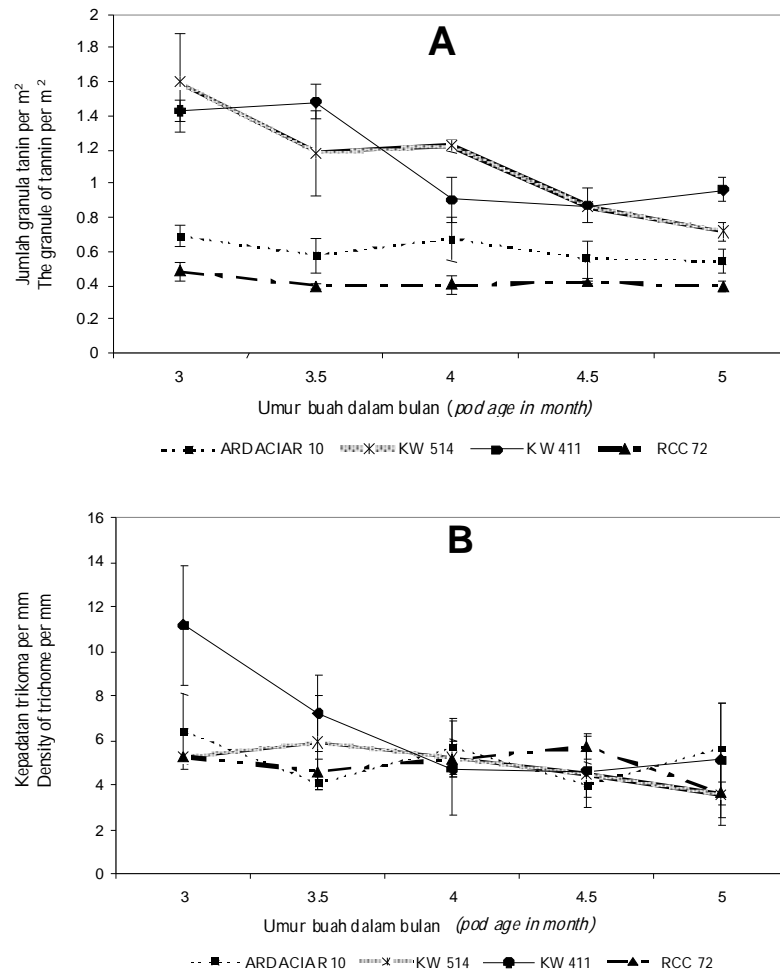 A
Jumlah granula tanin per m²
The granule of tannin per m²
2
1.8
1.6
1.4
1.2
1
0.8
0.6
0.4
0.2
0
3 3.5 4 4.5 5
Umur buah dalam bulan (pod age in month)
ARDACIAR 10 KW 514 KW 411 RCC 72
B
Kepadatan trikoma per mm
Density of trichome per mm
16
14
12
10
8
6
4
2
0
3 3.5 4 4.5 5
Umur buah dalam bulan (pod age in month)
ARDACIAR 10 KW 514 KW 411 RCC 72